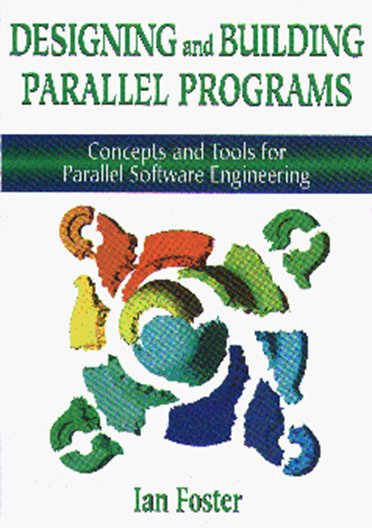 DESIGNING and BUILDING
PARALLEL PROGRAMS
Concepts and Tools for
Parallel Software Engineering
Ian Foster